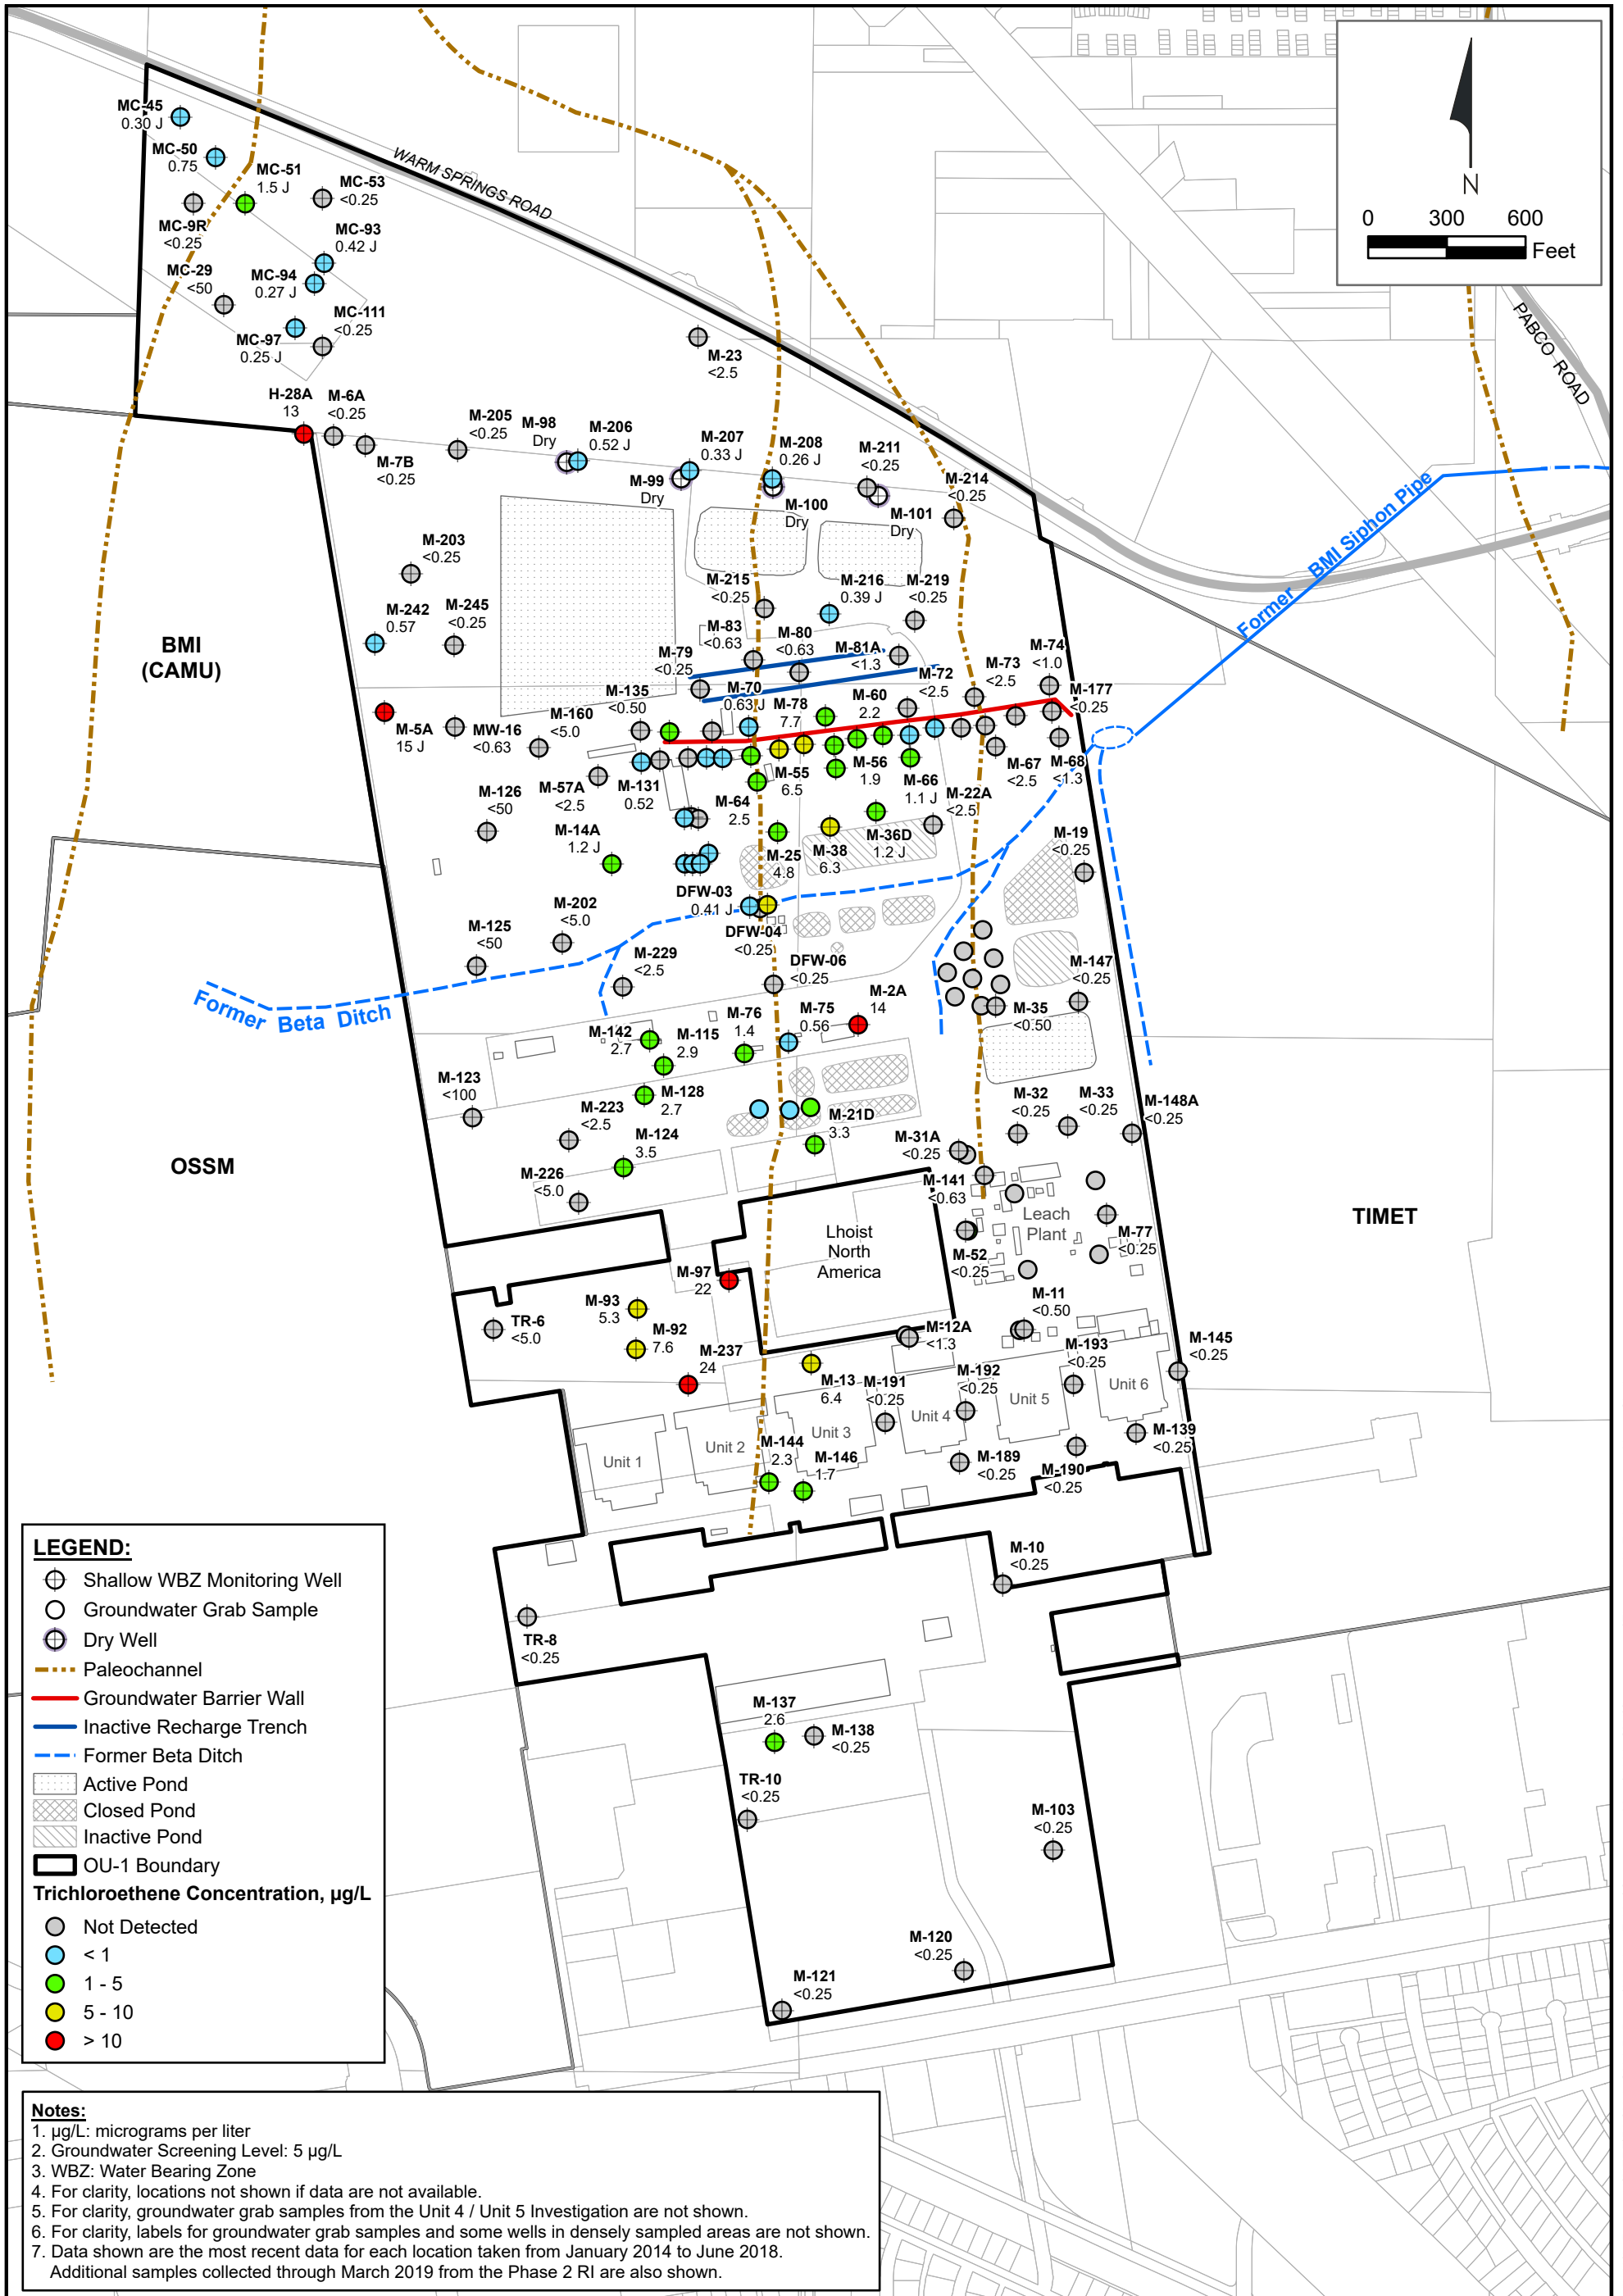 MC-45
0.30 J
MC-50
0.75
MC-51
1.5 J
MC-53
<0.25
MC-9R
<0.25
MC-93
0.42 J
MC-29
<50
MC-94
0.27 J
MC-111
<0.25
MC-97
0.25 J
WARM SPRINGS ROAD
N
0 300 600
Feet
PABCO ROAD
M-23
<2.5
H-28A
13
M-6A
<0.25
M-7B
<0.25
M-205
<0.25
M-98
Dry
M-206
0.52 J
M-99
Dry
M-207
0.33 J
M-208
0.26 J
M-100
Dry
M-211
<0.25
M-101
Dry
M-214
<0.25
Former BMI Siphon Pipe
M-203
<0.25
M-242
0.57
M-245
<0.25
M-215
<0.25
M-216
0.39 J
M-219
<0.25
BMI
(CAMU)
M-83
<0.63
M-80
<0.63
M-81A
<1.3
M-79
<0.25
M-74
<1.0
M-73
<2.5
M-72
<2.5
M-177
<0.25
M-135
<0.50
M-70
0.63 J
M-78
7.7
M-60
2.2
M-5A
15 J
MW-16
<0.63
M-160
<5.0
M-57A
<2.5
M-131
0.52
M-55
6.5
M-56
1.9
M-66
1.1 J
M-67
<2.5
M-68
<1.3
M-126
<50
M-14A
1.2 J
M-64
2.5
M-22A
<2.5
M-25
4.8
M-38
6.3
M-36D
1.2 J
M-19
<0.25
M-202
<5.0
M-125
<50
DFW-03
0.41 J
DFW-04
<0.25
DFW-06
<0.25
M-229
<2.5
Former Beta Ditch
M-147
<0.25
M-35
<0.50
M-142
2.7
M-115
2.9
M-76
1.4
M-75
0.56
M-2A
14
M-123
<100
M-128
2.7
M-223
<2.5
M-124
3.5
M-21D
3.3
M-32
<0.25
M-33
<0.25
M-148A
<0.25
M-31A
<0.25
OSSM
M-226
<5.0
M-141
<0.63
Leach
Plant
TIMET
Lhoist
North
America
M-52
<0.25
M-77
<0.25
M-97
22
M-93
5.3
M-11
<0.50
TR-6
<5.0
M-92
7.6
M-12A
<1.3
M-237
24
M-193
<0.25
M-145
<0.25
M-13
6.4
M-191
<0.25
M-192
<0.25
Unit 1
Unit 2
Unit 3
Unit 4
Unit 5
Unit 6
M-144
2.3
M-146
1.7
M-189
<0.25
M-190
<0.25
M-139
<0.25
M-10
<0.25
TR-8
<0.25
M-137
2.6
M-138
<0.25
TR-10
<0.25
M-103
<0.25
M-120
<0.25
M-121
<0.25
LEGEND:
Shallow WBZ Monitoring Well
Groundwater Grab Sample
Dry Well
Paleochannel
Groundwater Barrier Wall
Inactive Recharge Trench
Former Beta Ditch
Active Pond
Closed Pond
Inactive Pond
OU-1 Boundary
Trichloroethene Concentration, µg/L
Not Detected
< 1
1 - 5
5 - 10
> 10
Notes:
1. µg/L: micrograms per liter
2. Groundwater Screening Level: 5 µg/L
3. WBZ: Water Bearing Zone
4. For clarity, locations not shown if data are not available.
5. For clarity, groundwater grab samples from the Unit 4 / Unit 5 Investigation are not shown.
6. For clarity, labels for groundwater grab samples and some wells in densely sampled areas are not shown.
7. Data shown are the most recent data for each location taken from January 2014 to June 2018.
Additional samples collected through March 2019 from the Phase 2 RI are also shown.